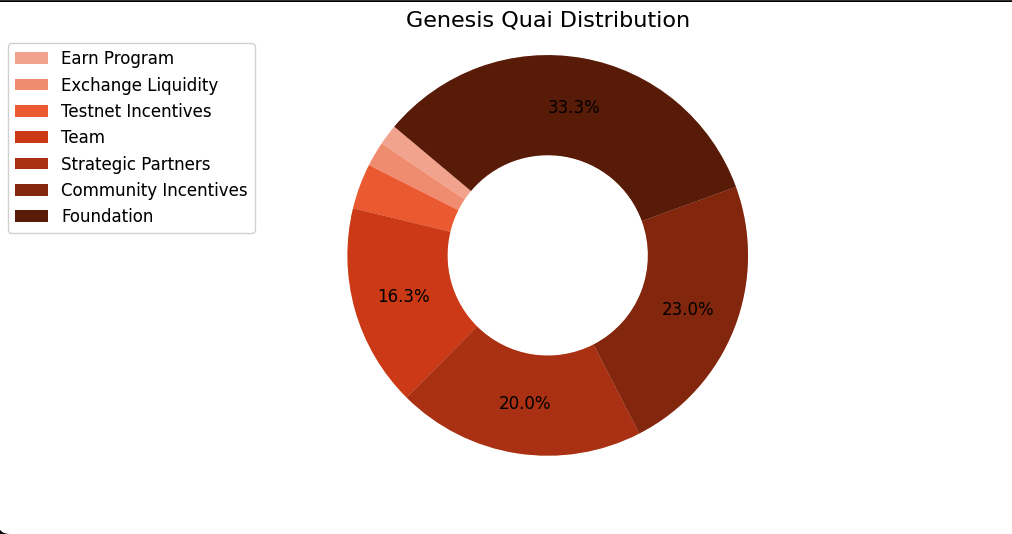 Genesis Quai Distribution
Earn Program
Exchange Liquidity
Testnet Incentives
Team
Strategic Partners
Community Incentives
Foundation
33.3%
16.3%
23.0%
20.0%